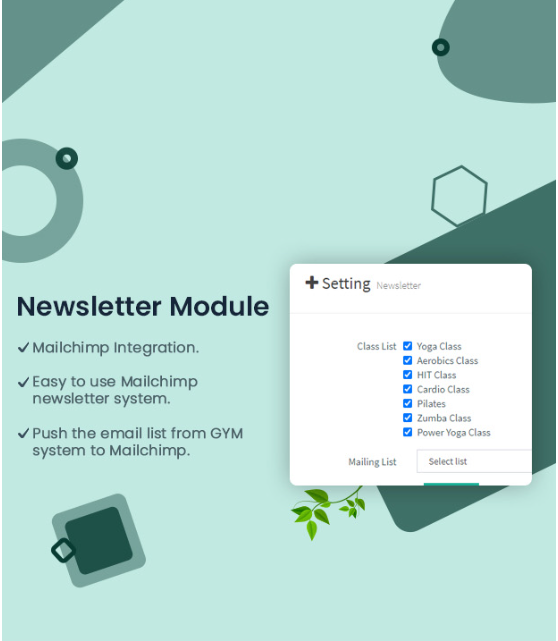 Newsletter Module
Mailchimp Integration.
Easy to use Mailchimp
newsletter system.
Push the email list from GYM
system to Mailchimp.
Setting Newsletter
Class List
Yoga Class
Aerobics Class
HIT Class
Cardio Class
Pilates
Zumba Class
Power Yoga Class
Mailing List Select list